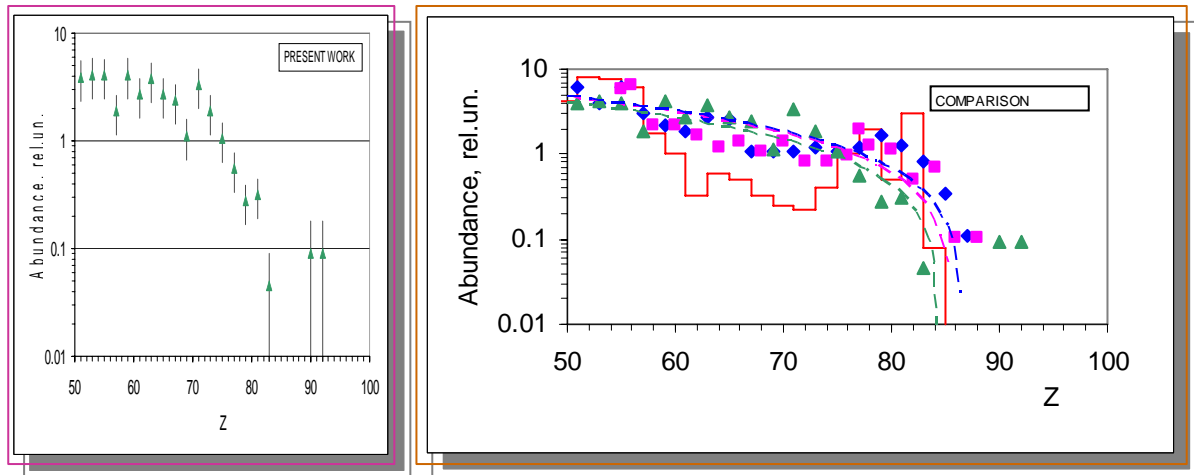 PRESENT WORK
10
1
0.1
0.01
Abundance. rel.un.
50 60 70 80 90 100
Z
COMPARISON
10
1
0.1
0.01
Abundance, rel.un.
50 60 70 80 90 100
Z